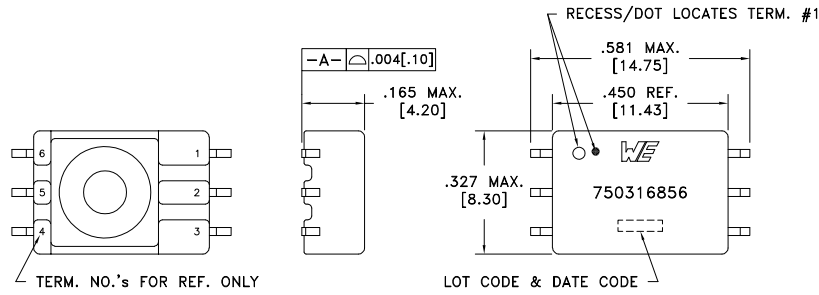 RECESS/DOT LOCATES TERM. #1
-A- ⌓ .004[.10]
.581 MAX.
[14.75]
.165 MAX.
[4.20]
.450 REF.
[11.43]
6
1
5
2
4
3
.327 MAX.
[8.30]
WE
750316856
TERM. NO.'s FOR REF. ONLY
LOT CODE & DATE CODE